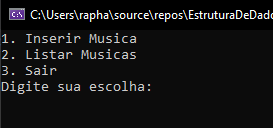 C:\Users\rapha\source\repos\EstruturaDeDado
1. Inserir Musica
2. Listar Musicas
3. Sair
Digite sua escolha: